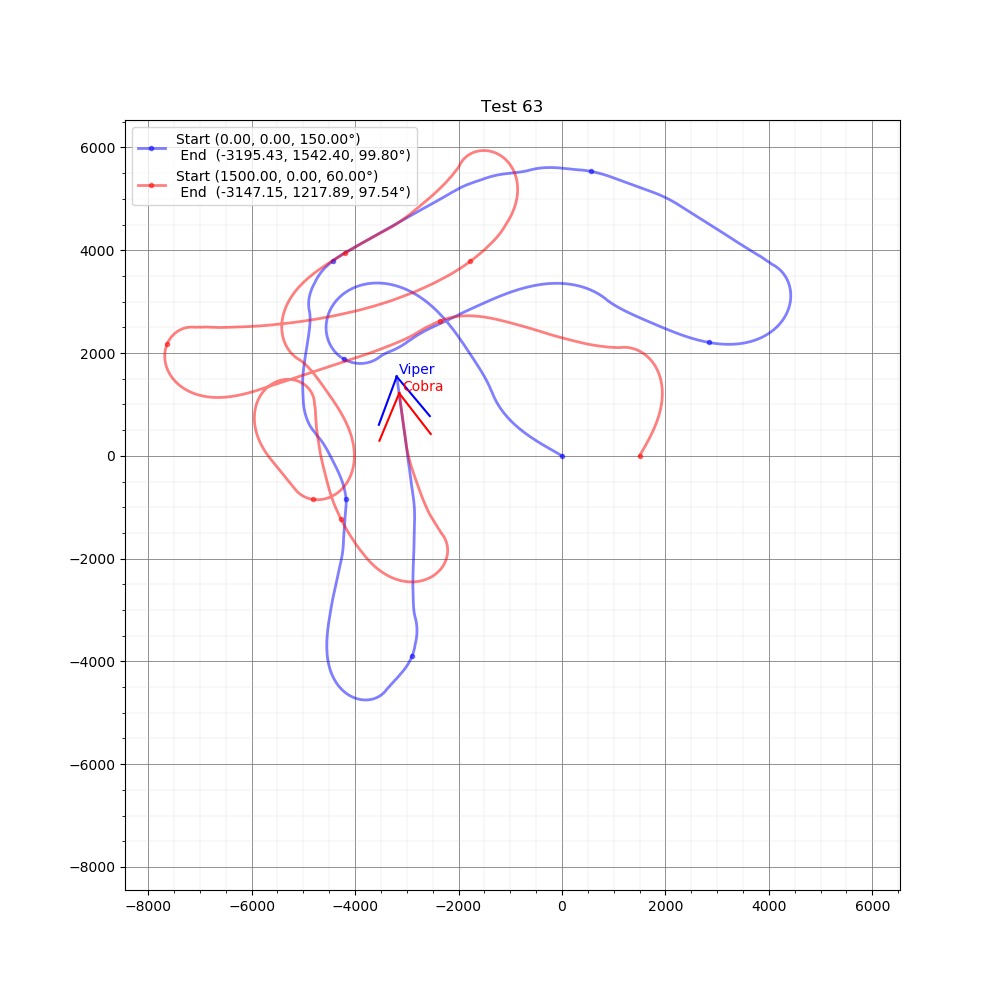 Test 63
Start (0.00, 0.00, 150.00°)
End (-3195.43, 1542.40, 99.80°)
Start (1500.00, 0.00, 60.00°)
End (-3147.15, 1217.89, 97.54°)
6000
4000
2000
0
−2000
−4000
−6000
−8000
Viper
Cobra
−8000 −6000 −4000 −2000 0 2000 4000 6000